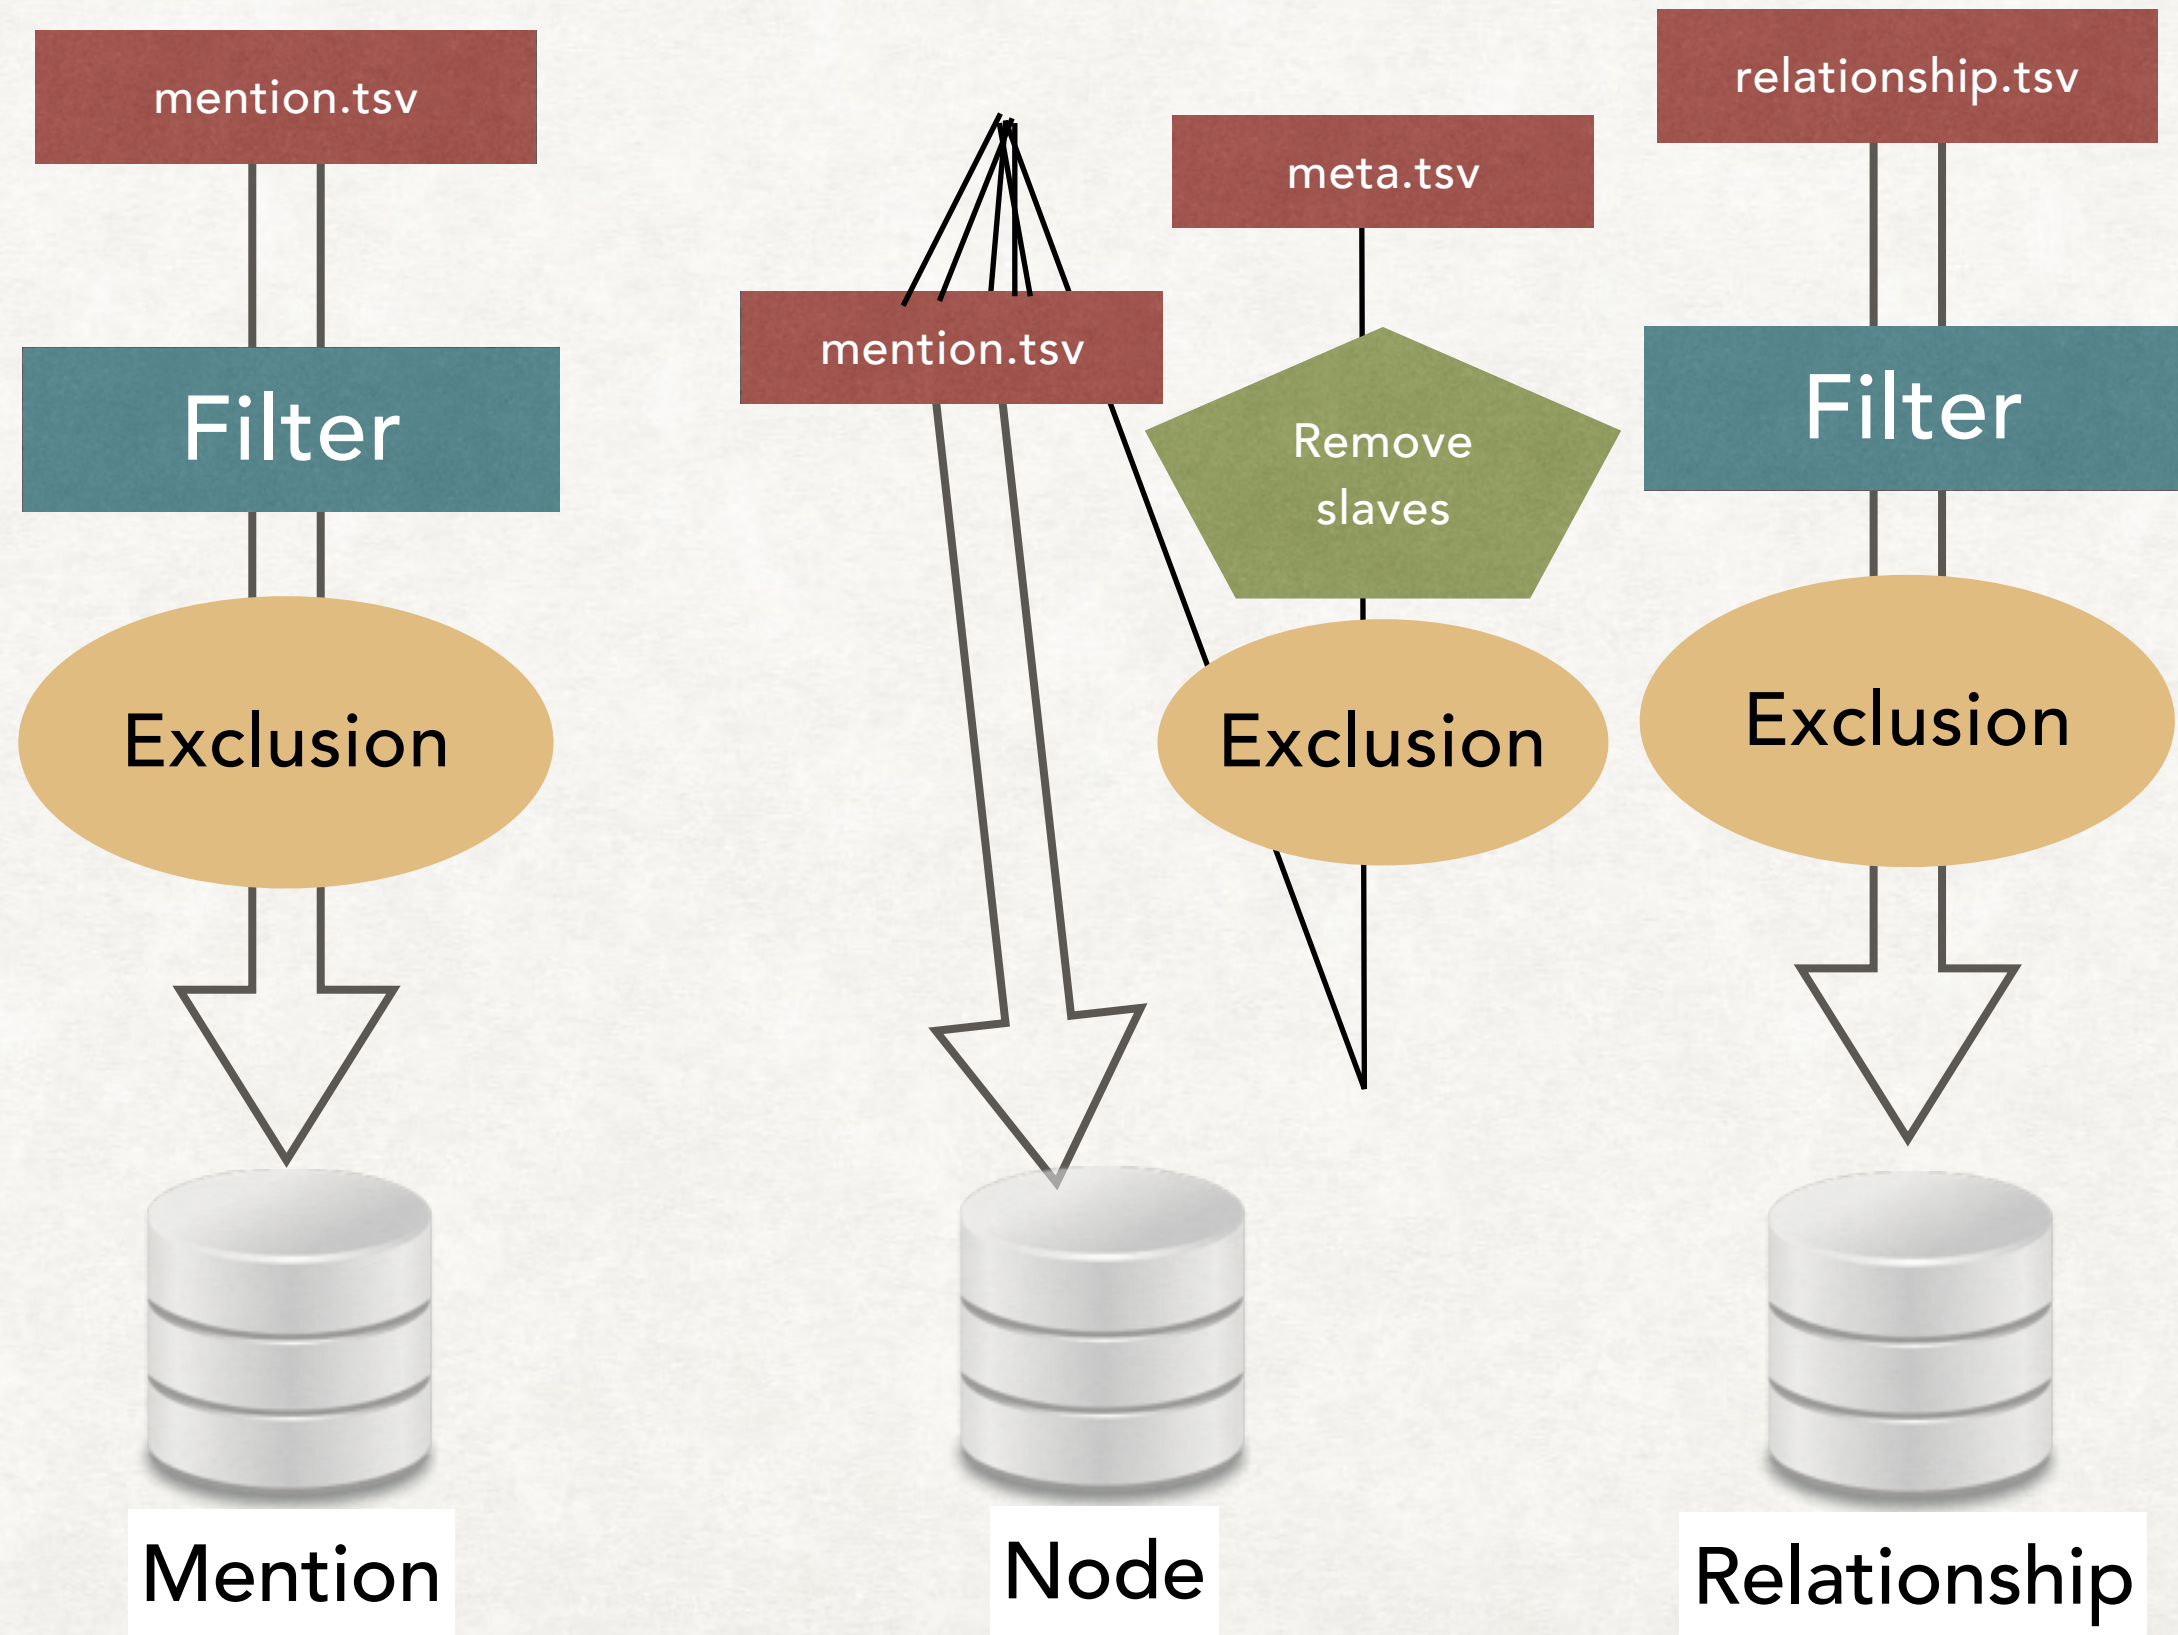 mention.tsv
Filter
Exclusion
Mention
mention.tsv
meta.tsv
Remove
slaves
Exclusion
Node
relationship.tsv
Filter
Exclusion
Relationship